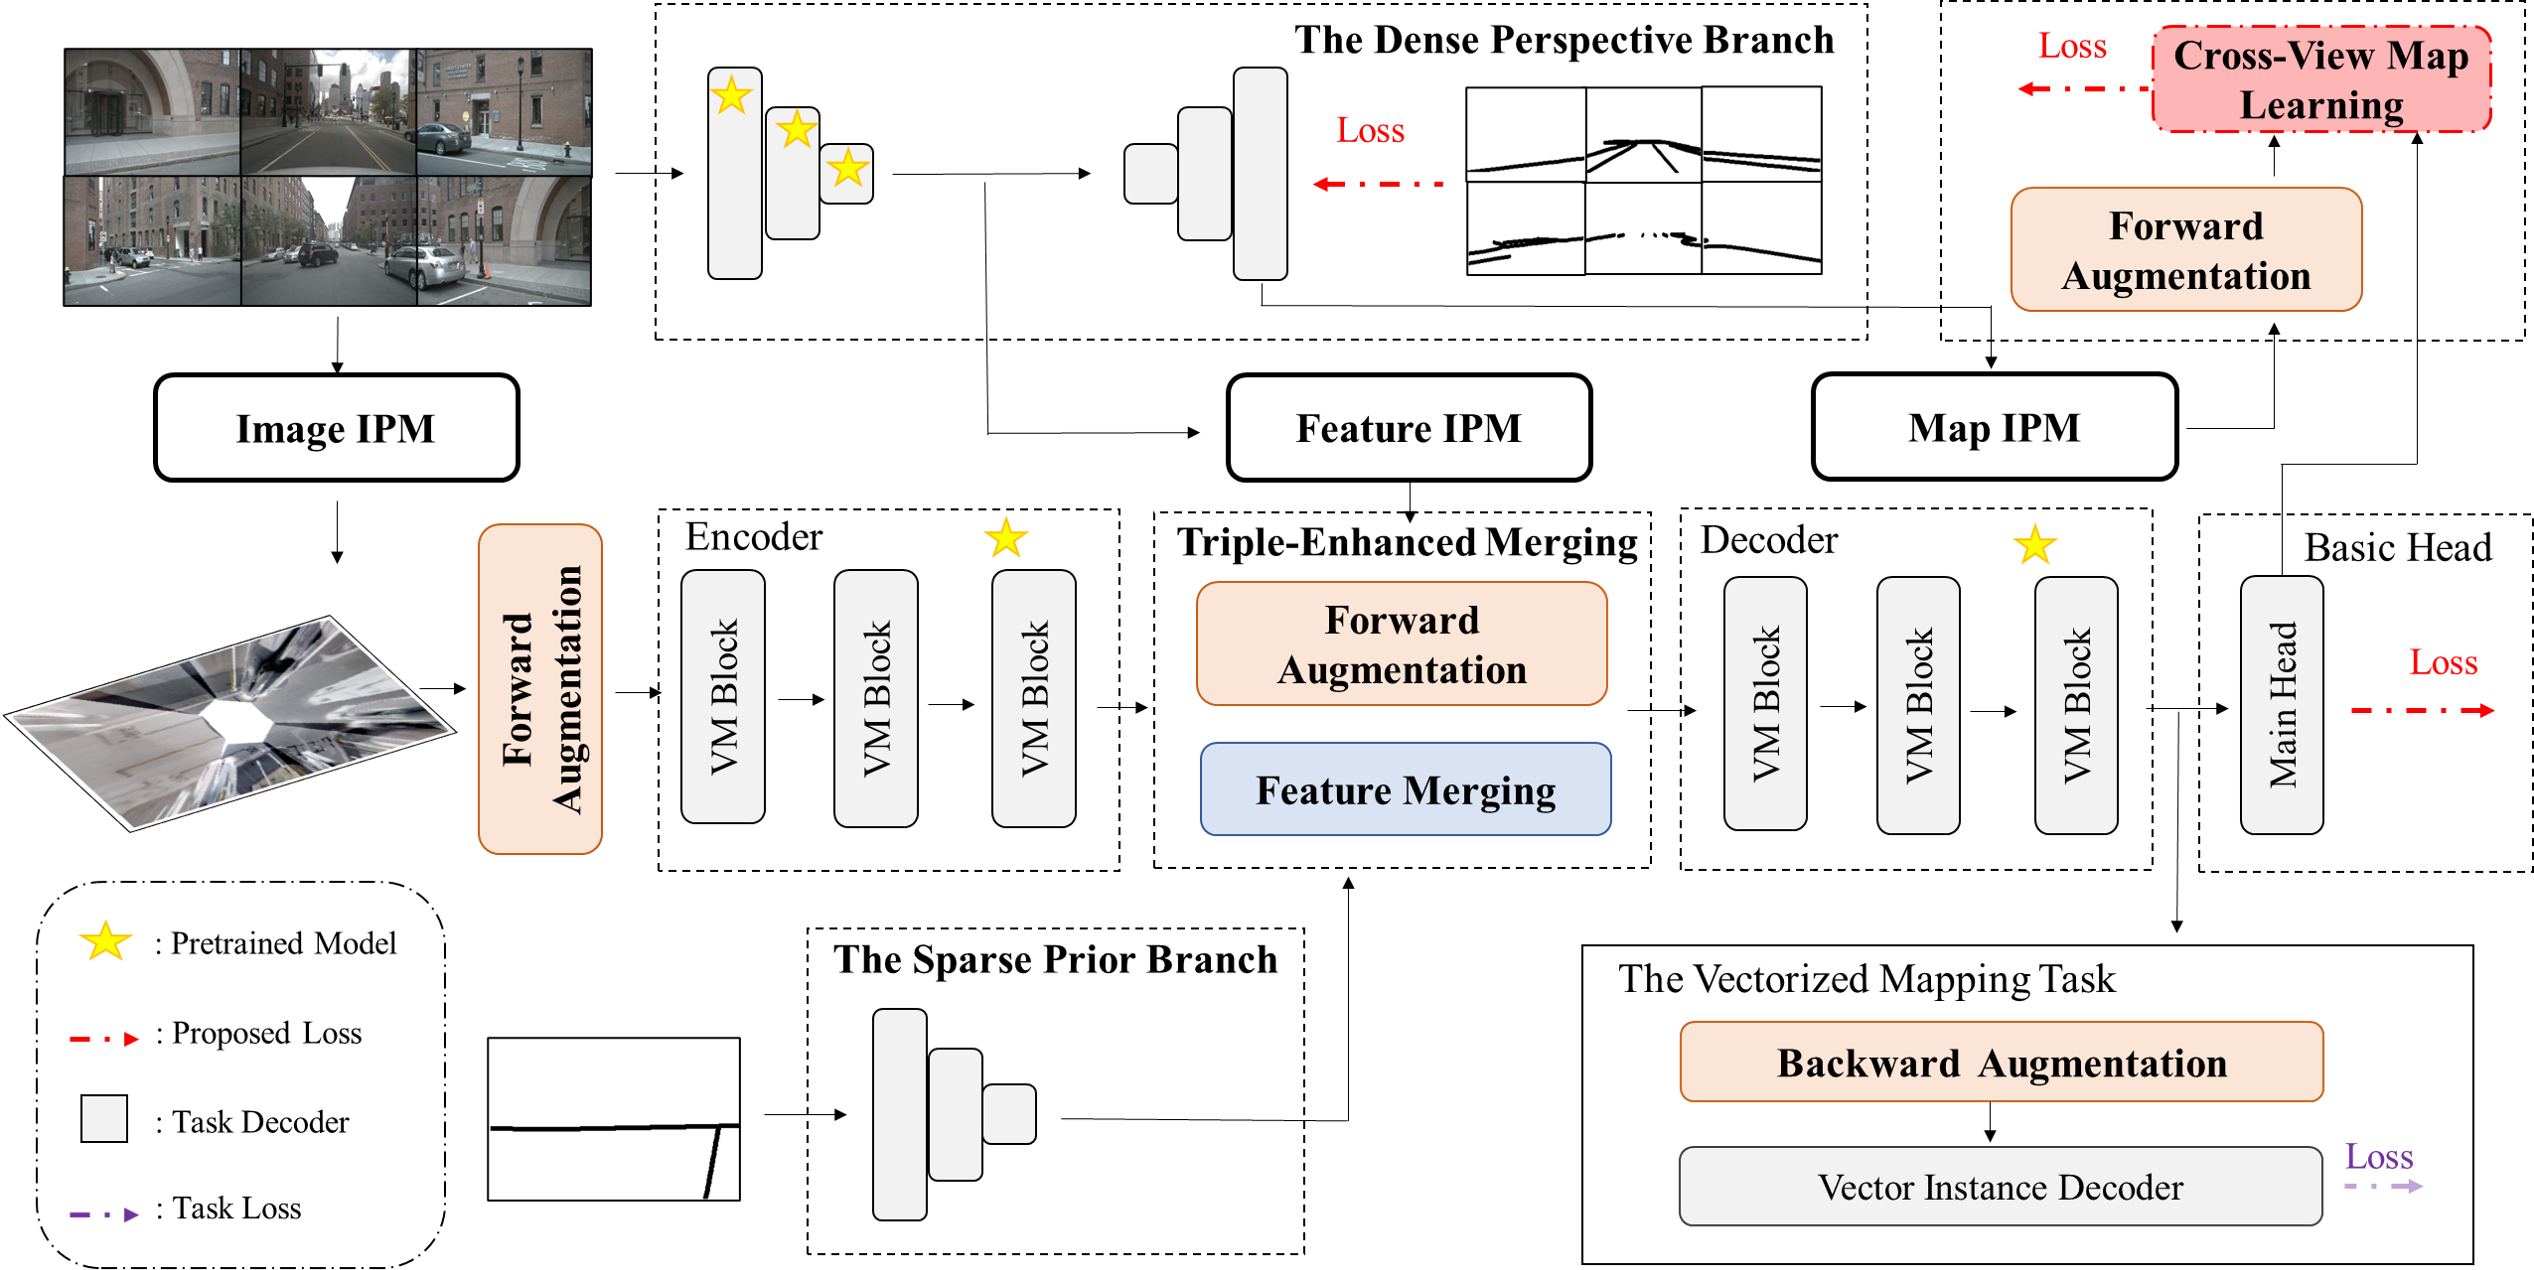 The Dense Perspective Branch
Loss
Loss
Cross-View Map
Learning
Forward
Augmentation
Image IPM
Feature IPM
Map IPM
Forward
Augmentation
Encoder
VM Block
VM Block
VM Block
Triple-Enhanced Merging
Forward
Augmentation
Feature Merging
Decoder
VM Block
VM Block
VM Block
Basic Head
Main Head
Loss
: Pretrained Model
: Proposed Loss
: Task Decoder
: Task Loss
The Sparse Prior Branch
The Vectorized Mapping Task
Backward Augmentation
Vector Instance Decoder
Loss